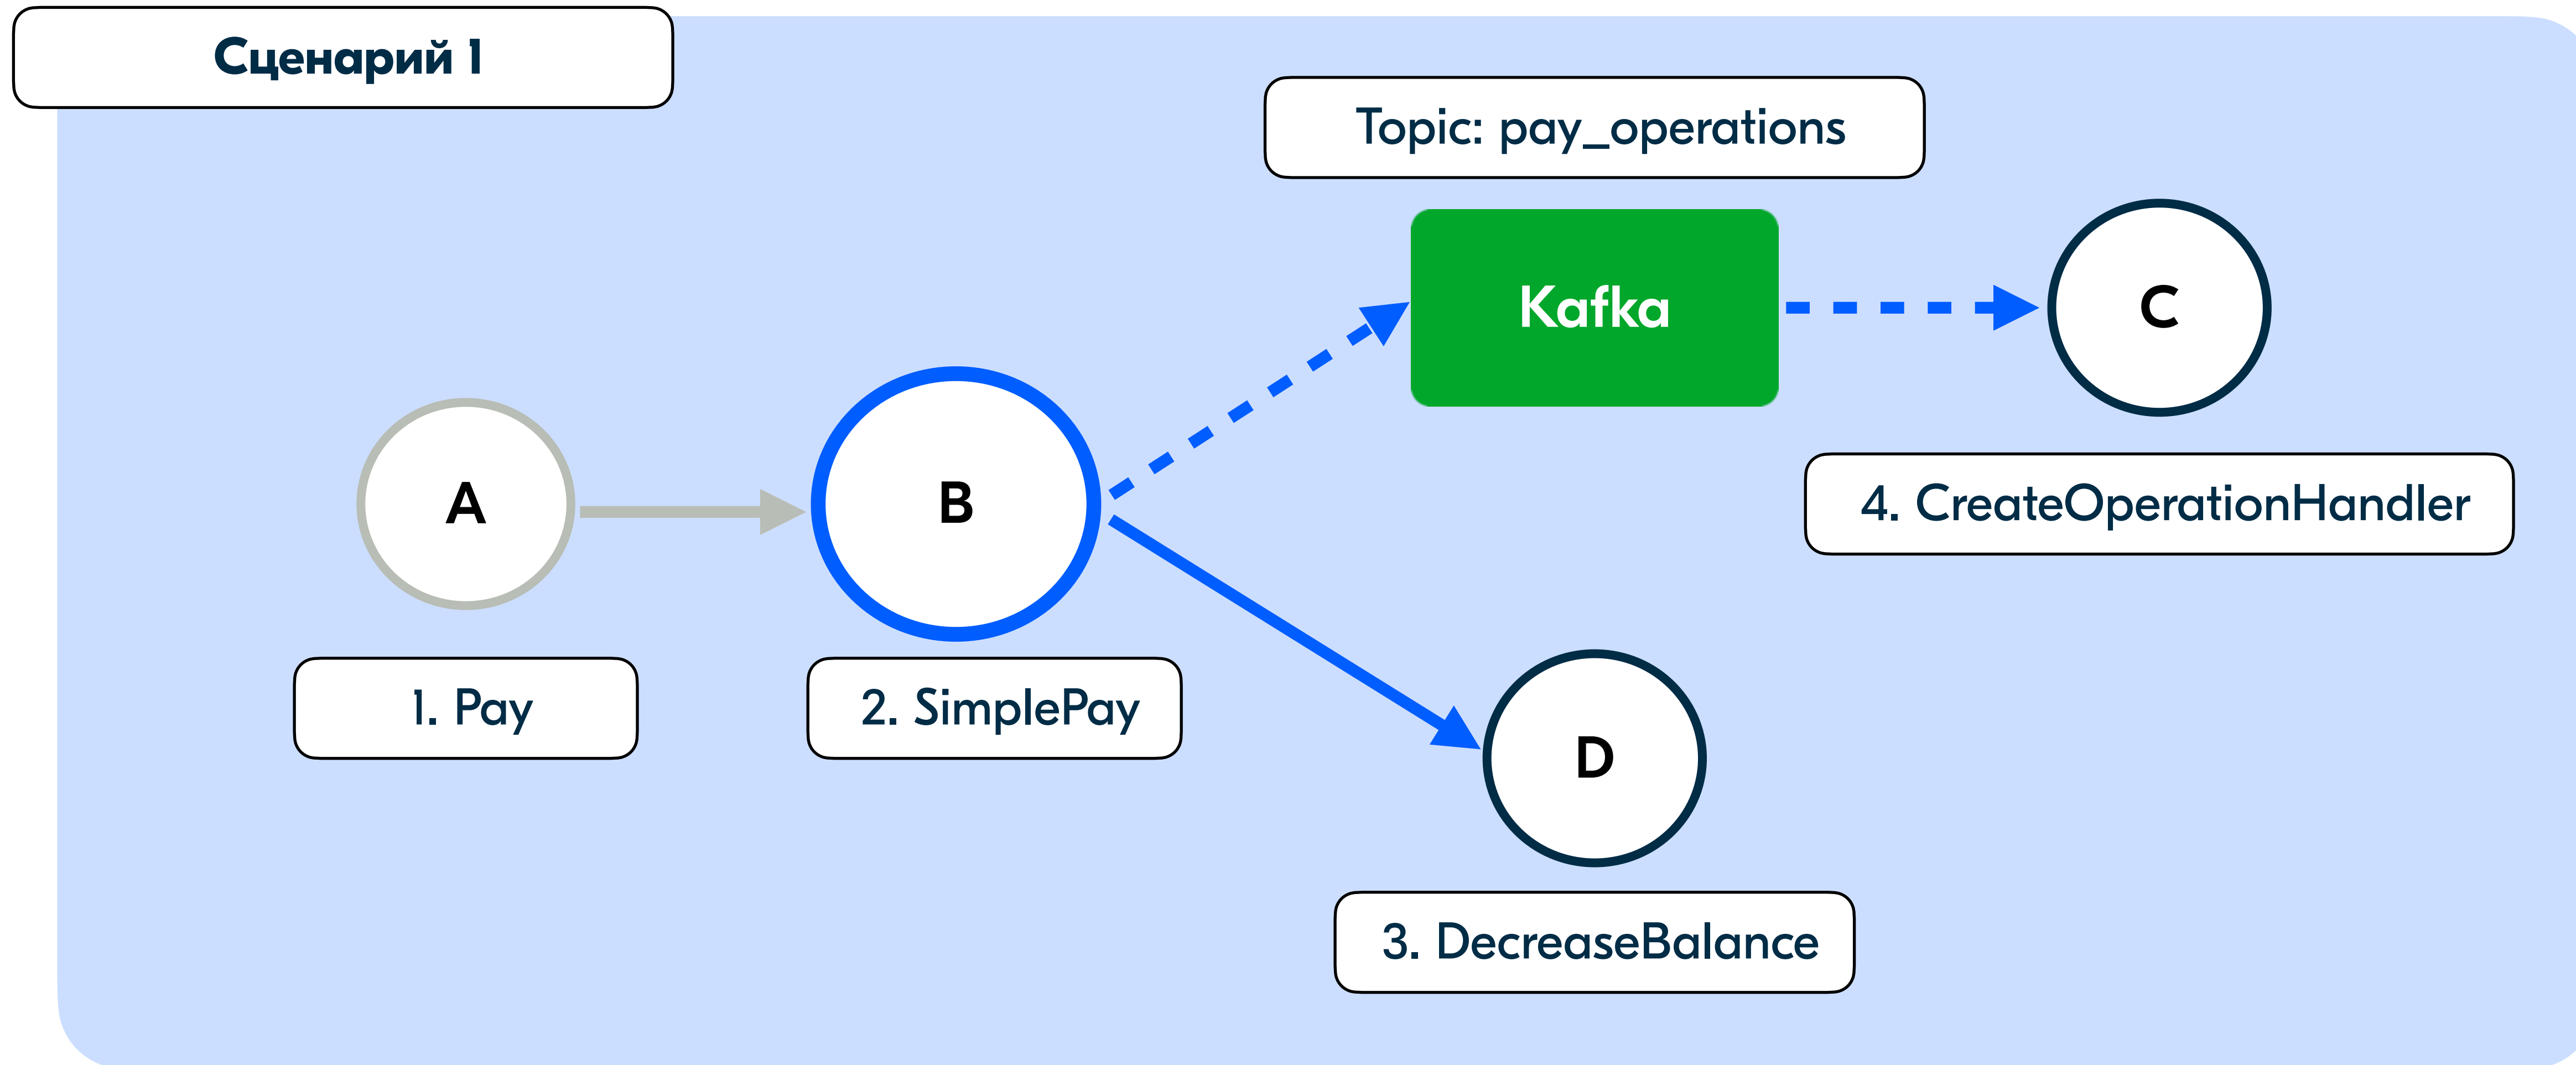 Сценарий 1
Topic: pay_operations
Kafka
C
A
B
4. CreateOperationHandler
1. Pay
2. SimplePay
D
3. DecreaseBalance